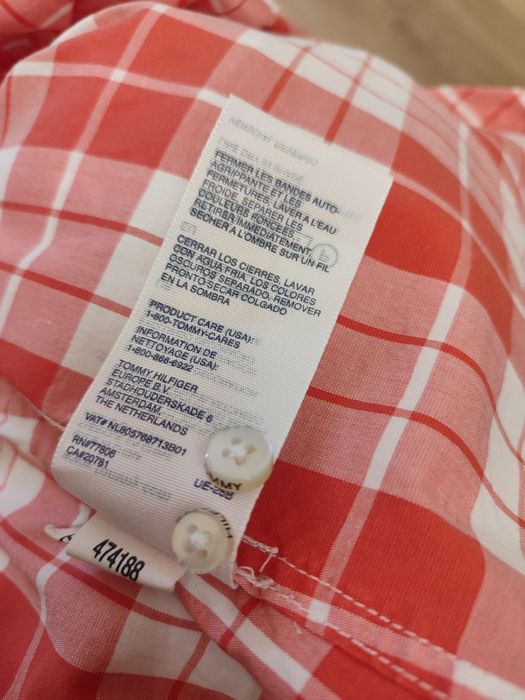 FERMER LES BANDES AUTO-
AGRIPPANTE ET LES
FERMETURES, LAVER A L'EAU
FROIDE, SEPARER LES
COULEURS FONCÉES,
RETIRER IMMEDIATEMENT,
SECHER A L'OMBRE SUR UN FIL
CERRAR LOS CIERRES, LAVAR
CON AGUA FRIA, LOS COLORES
OSCUROS SEPARADO, REMOVER
PRONTO-SECAR COLGADO
EN LA SOMBRA
PRODUCT CARE (USA):
1-800-TOMMY-CARES
INFORMATION DE
NETTOYAGE (USA):
1-800-866-6922
TOMMY HILFIGER
EUROPE B.V.
STADHOUDERSKADE 6
AMSTERDAM,
THE NETHERLANDS
VAT# NL805768713B01
RN#77806
CA#20781
UE-25B
474188